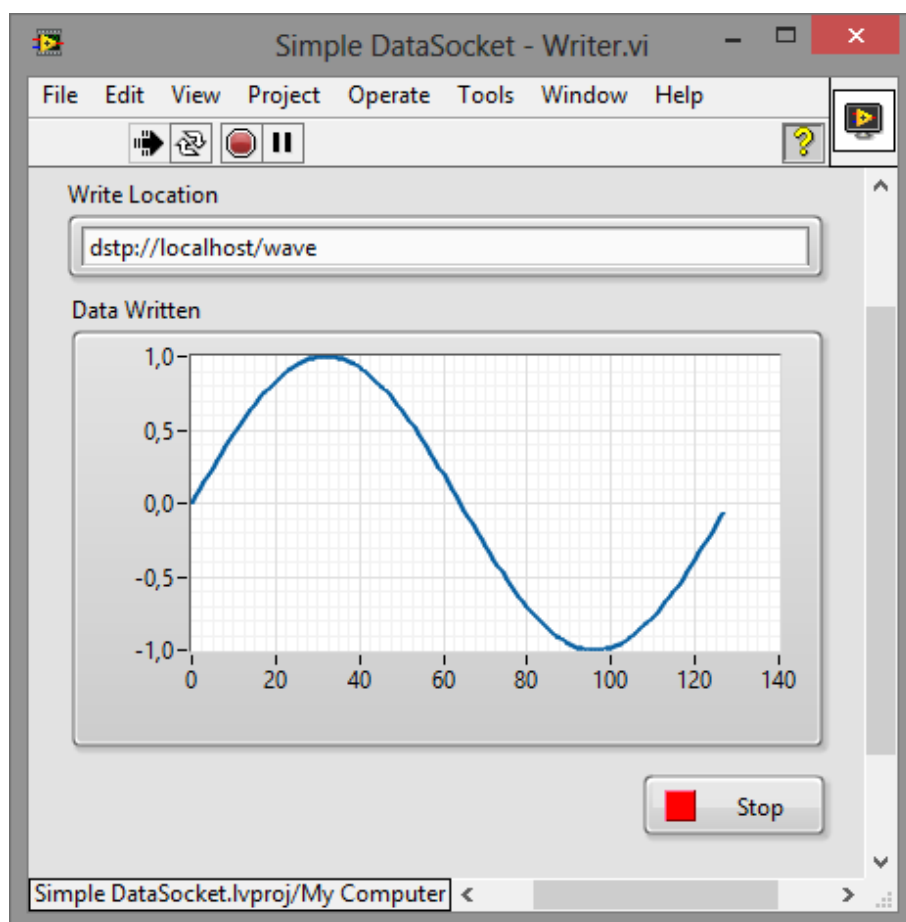 Simple DataSocket - Writer.vi
File Edit View Project Operate Tools Window Help
Write Location
dstp://localhost/wave
Data Written
1,0
0,5
0,0
-0,5
-1,0
0 20 40 60 80 100 120 140
Stop
Simple DataSocket.lvproj/My Computer